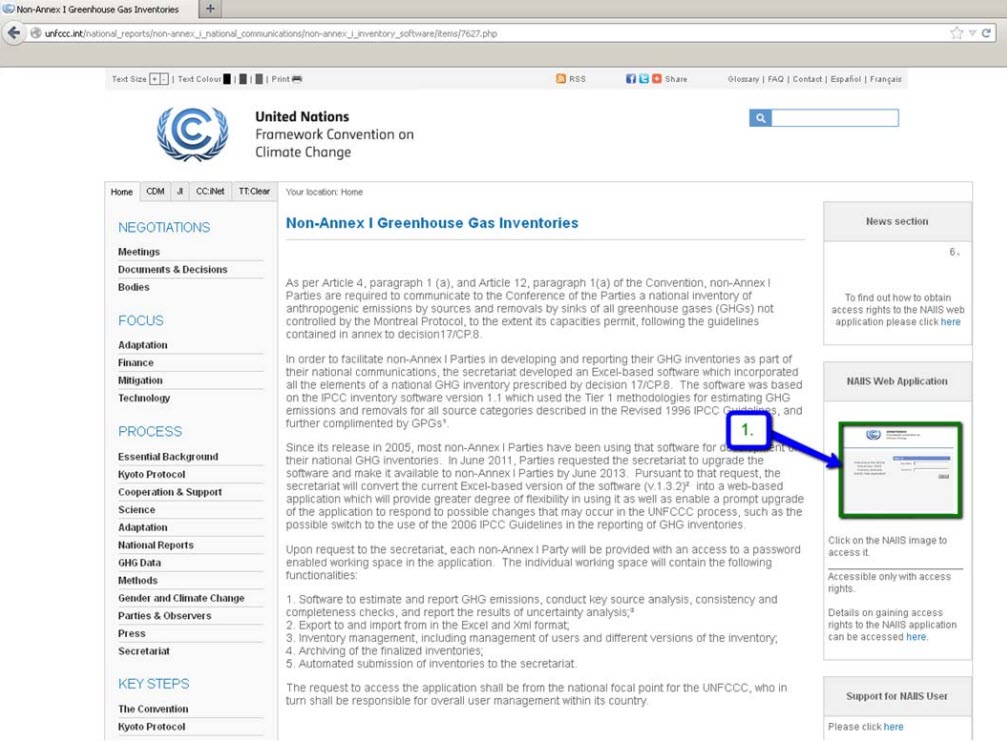 Non-Annex I Greenhouse Gas Inventories
unfccc.int/national_reports/non-annex_i_national_communications/non-annex_i_inventory_software/items/7627.php
Text Size + - | Text Colour | | | Print
RSS
Share
Glossary | FAQ | Contact | Español | Français
United Nations
Framework Convention on
Climate Change
Home CDM JI CC:iNet TT:Clear
Your location: Home
NEGOTIATIONS
Meetings
Documents & Decisions
Bodies
FOCUS
Adaptation
Finance
Mitigation
Technology
PROCESS
Essential Background
Kyoto Protocol
Cooperation & Support
Science
Adaptation
National Reports
GHG Data
Methods
Gender and Climate Change
Parties & Observers
Press
Secretariat
KEY STEPS
The Convention
Kyoto Protocol
Non-Annex I Greenhouse Gas Inventories
As per Article 4, paragraph 1 (a), and Article 12, paragraph 1(a) of the Convention, non-Annex I
Parties are required to communicate to the Conference of the Parties a national inventory of
anthropogenic emissions by sources and removals by sinks of all greenhouse gases (GHGs) not
controlled by the Montreal Protocol, to the extent its capacities permit, following the guidelines
contained in annex to decision17/CP.8.
In order to facilitate non-Annex I Parties in developing and reporting their GHG inventories as part of
their national communications, the secretariat developed an Excel-based software which incorporated
all the elements of a national GHG inventory prescribed by decision 17/CP.8. The software was based
on the IPCC inventory software version 1.1 which used the Tier 1 methodologies for estimating GHG
emissions and removals for all source categories described in the Revised 1996 IPCC Guidelines, and
further complimented by GPGs¹.
Since its release in 2005, most non-Annex I Parties have been using that software for
their national GHG inventories. In June 2011, Parties requested the secretariat to upgrade the
software and make it available to non-Annex I Parties by June 2013. Pursuant to that request, the
secretariat will convert the current Excel-based version of the software (v.1.3.2)² into a web-based
application which will provide greater degree of flexibility in using it as well as enable a prompt upgrade
of the application to respond to possible changes that may occur in the UNFCCC process, such as the
possible switch to the use of the 2006 IPCC Guidelines in the reporting of GHG inventories.
Upon request to the secretariat, each non-Annex I Party will be provided with an access to a password
enabled working space in the application. The individual working space will contain the following
functionalities:
1. Software to estimate and report GHG emissions, conduct key source analysis, consistency and
completeness checks, and report the results of uncertainty analysis;³
2. Export to and import from in the Excel and Xml format;
3. Inventory management, including management of users and different versions of the inventory;
4. Archiving of the finalized inventories;
5. Automated submission of inventories to the secretariat.
The request to access the application shall be from the national focal point for the UNFCCC, who in
turn shall be responsible for overall user management within its country.
1.
News section
6.
To find out how to obtain
access rights to the NAIIS web
application please click here
NAIIS Web Application
Click on the NAIIS image to
access it.
Accessible only with access
rights.
Details on gaining access
rights to the NAIIS application
can be accessed here.
Support for NAIIS User
Please click here